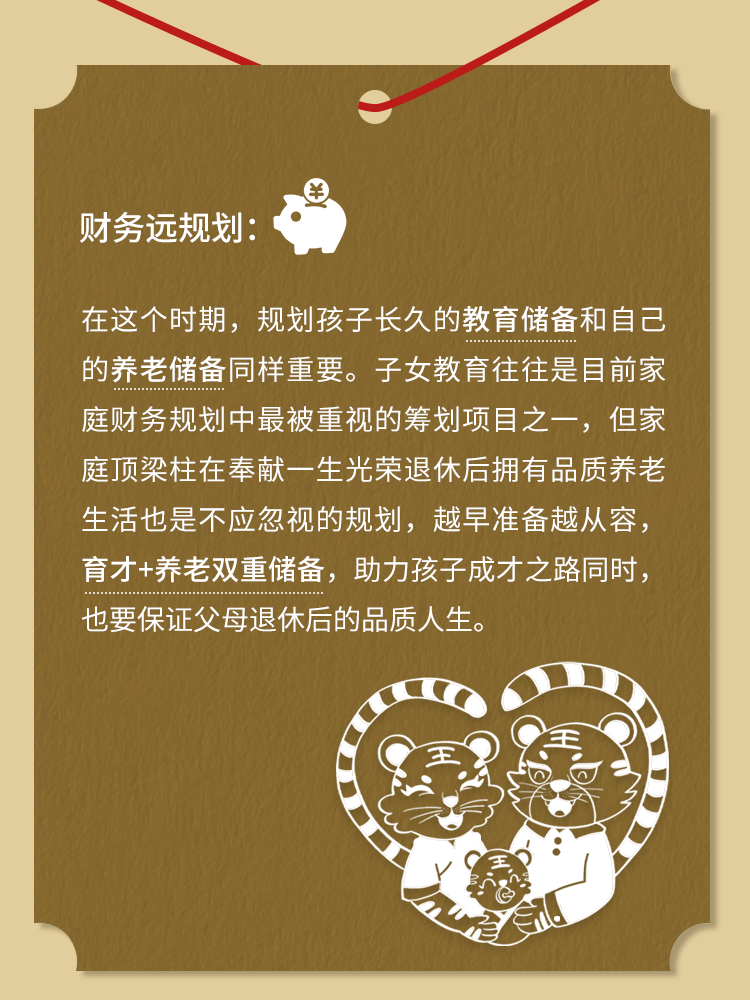 财务远规划：
在这个时期，规划孩子长久的教育储备和自己
的养老储备同样重要。子女教育往往是目前家
庭财务规划中最被重视的筹划项目之一，但家
庭顶梁柱在奉献一生光荣退休后拥有品质养老
生活也是不应忽视的规划，越早准备越从容，
育才+养老双重储备，助力孩子成才之路同时，
也要保证父母退休后的品质人生。
王
王
王